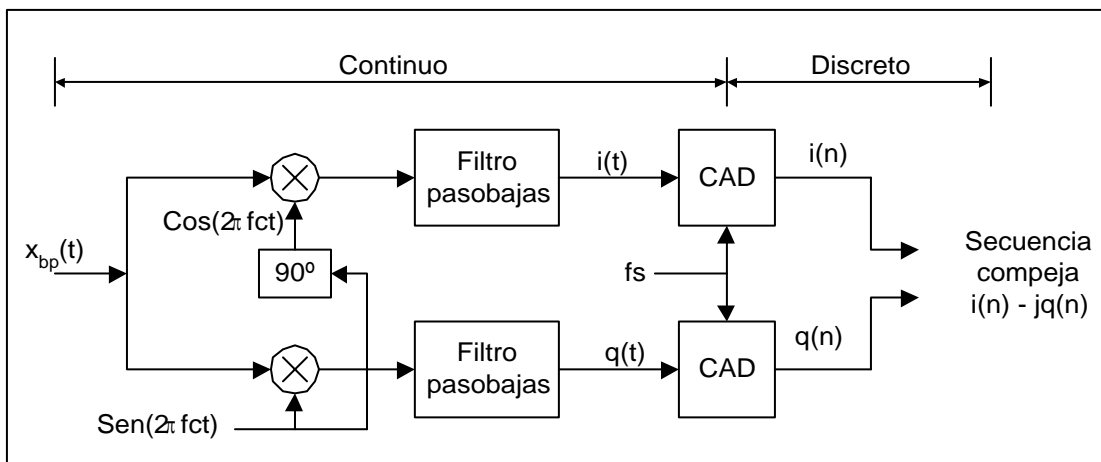 Continuo
Discreto
Filtro
pasobajas
i(t)
CAD
i(n)
Cos(2π fct)
x_bp(t)
90º
fs
Secuencia
compeja
i(n) - jq(n)
Filtro
pasobajas
q(t)
CAD
q(n)
Sen(2π fct)